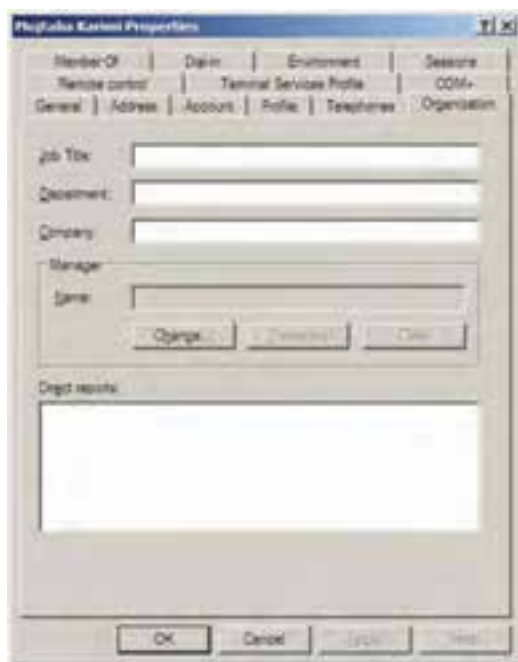 Mojtaba Karimi Properties
Member Of Dial-in Environment Sessions
Remote control Terminal Services Profile COM+
General Address Account Profile Telephones Organization
Job Title:
Department:
Company:
Manager
Name:
Change...
Properties
Clear
Direct reports:
OK Cancel Apply Help